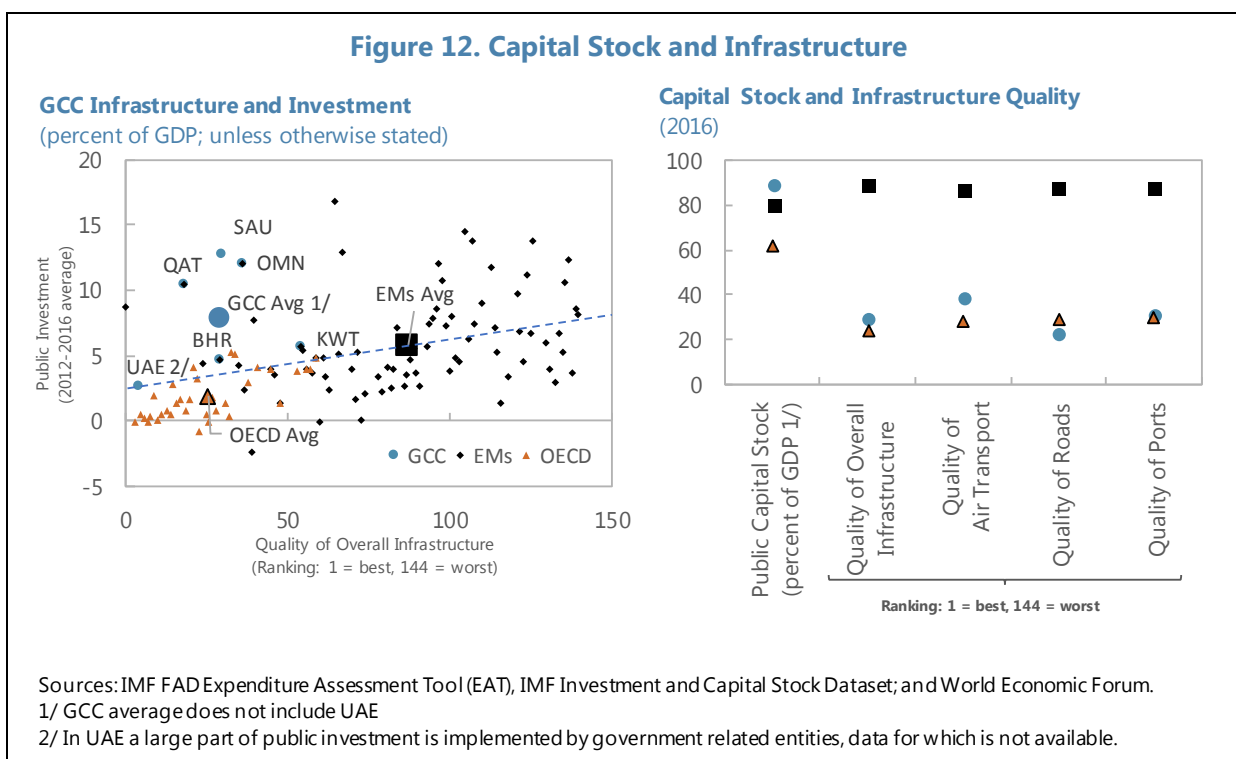 Figure 12. Capital Stock and Infrastructure
GCC Infrastructure and Investment
(percent of GDP; unless otherwise stated)
20
15
10
5
0
-5
Public Investment
(2012-2016 average)
SAU
QAT
OMN
GCC Avg 1/
EMs Avg
BHR
KWT
UAE 2/
OECD Avg
GCC
EMs
OECD
0
50
100
150
Quality of Overall Infrastructure
(Ranking: 1 = best, 144 = worst)
Capital Stock and Infrastructure Quality
(2016)
100
80
60
40
20
0
Public Capital Stock
(percent of GDP 1/)
Quality of Overall
Infrastructure
Quality of
Air Transport
Quality of Roads
Quality of Ports
Ranking: 1 = best, 144 = worst
Sources: IMF FAD Expenditure Assessment Tool (EAT), IMF Investment and Capital Stock Dataset; and World Economic Forum.
1/ GCC average does not include UAE
2/ In UAE a large part of public investment is implemented by government related entities, data for which is not available.